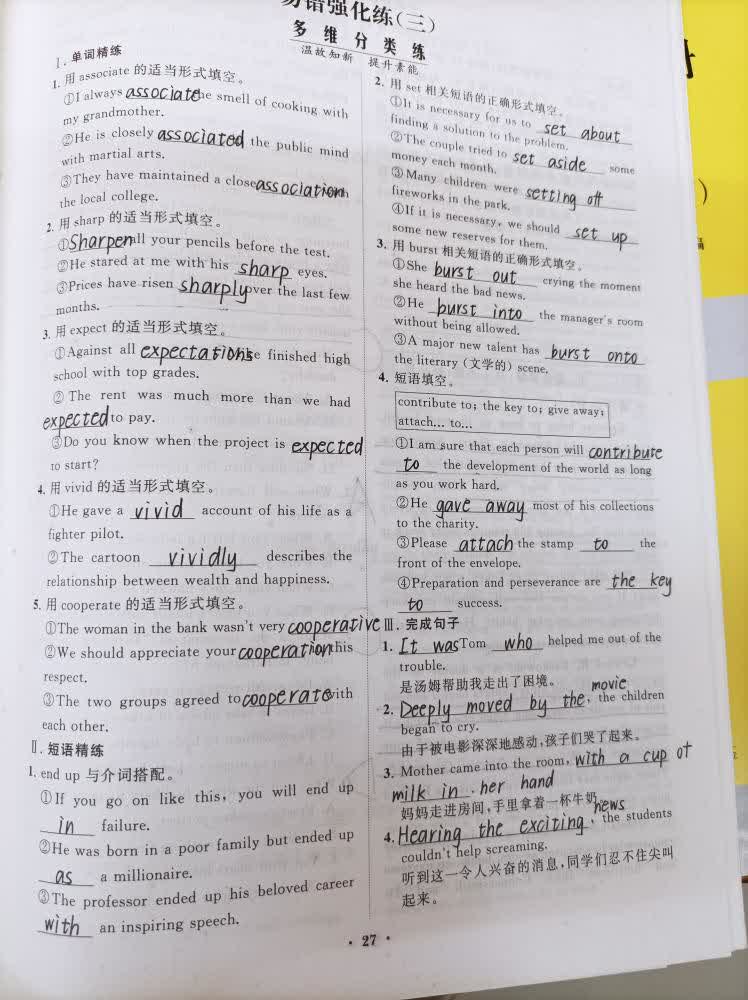 易错强化练(三)
多维分类练
温故知新 提升素能
Ⅰ.单词精练
1.用 associate 的适当形式填空。
①I always associate the smell of cooking with
my grandmother.
②He is closely associated the public mind
with martial arts.
③They have maintained a close association with
the local college.
2.用 sharp 的适当形式填空。
①Sharpen all your pencils before the test.
②He stared at me with his sharp eyes.
③Prices have risen sharply over the last few
months.
3.用 expect 的适当形式填空。
①Against all expectations he finished high
school with top grades.
②The rent was much more than we had
expected to pay.
③Do you know when the project is expected
to start?
4.用 vivid 的适当形式填空。
①He gave a vivid account of his life as a
fighter pilot.
②The cartoon vividly describes the
relationship between wealth and happiness.
5.用 cooperate 的适当形式填空。
①The woman in the bank wasn't very cooperative
②We should appreciate your cooperation this
respect.
③The two groups agreed to cooperate with
each other.
Ⅱ.短语精练
1.end up 与介词搭配。
①If you go on like this, you will end up
in failure.
②He was born in a poor family but ended up
as a millionaire.
③The professor ended up his beloved career
with an inspiring speech.
2.用 set 相关短语的正确形式填空。
①It is necessary for us to set about
finding a solution to the problem.
②The couple tried to set aside some
money each month.
③Many children were setting off
fireworks in the park.
④If it is necessary, we should set up
some new reserves for them.
3.用 burst 相关短语的正确形式填空。
①She burst out crying the moment
she heard the bad news.
②He burst into the manager's room
without being allowed.
③A major new talent has burst onto
the literary (文学的) scene.
4.短语填空。
contribute to; the key to; give away;
attach... to...
①I am sure that each person will contribute
to the development of the world as long
as you work hard.
②He gave away most of his collections
to the charity.
③Please attach the stamp to the
front of the envelope.
④Preparation and perseverance are the key
to success.
Ⅲ.完成句子
1. It was Tom who helped me out of the
trouble.
是汤姆帮助我走出了困境。
2. Deeply moved by the movie, the children
began to cry.
由于被电影深深地感动,孩子们哭了起来。
3. Mother came into the room, with a cup of
milk in her hand.
妈妈走进房间,手里拿着一杯牛奶。
4. Hearing the exciting news, the students
couldn't help screaming.
听到这一令人兴奋的消息,同学们忍不住尖叫
起来。
· 27 ·